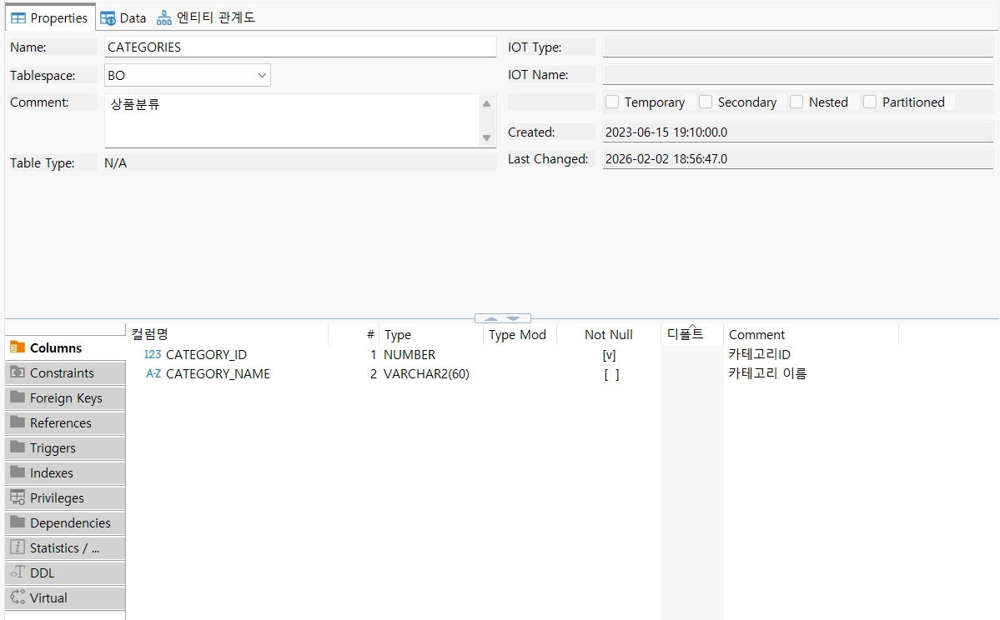 Properties Data 엔티티 관계도
Name: CATEGORIES
Tablespace: BO
Comment: 상품분류
Table Type: N/A
IOT Type:
IOT Name:
Temporary Secondary Nested Partitioned
Created: 2023-06-15 19:10:00.0
Last Changed: 2026-02-02 18:56:47.0
Columns
Constraints
Foreign Keys
References
Triggers
Indexes
Privileges
Dependencies
Statistics / ...
DDL
Virtual
컬럼명 # Type Type Mod Not Null 디폴트 Comment
123 CATEGORY_ID 1 NUMBER [v] 카테고리ID
A-Z CATEGORY_NAME 2 VARCHAR2(60) [ ] 카테고리 이름